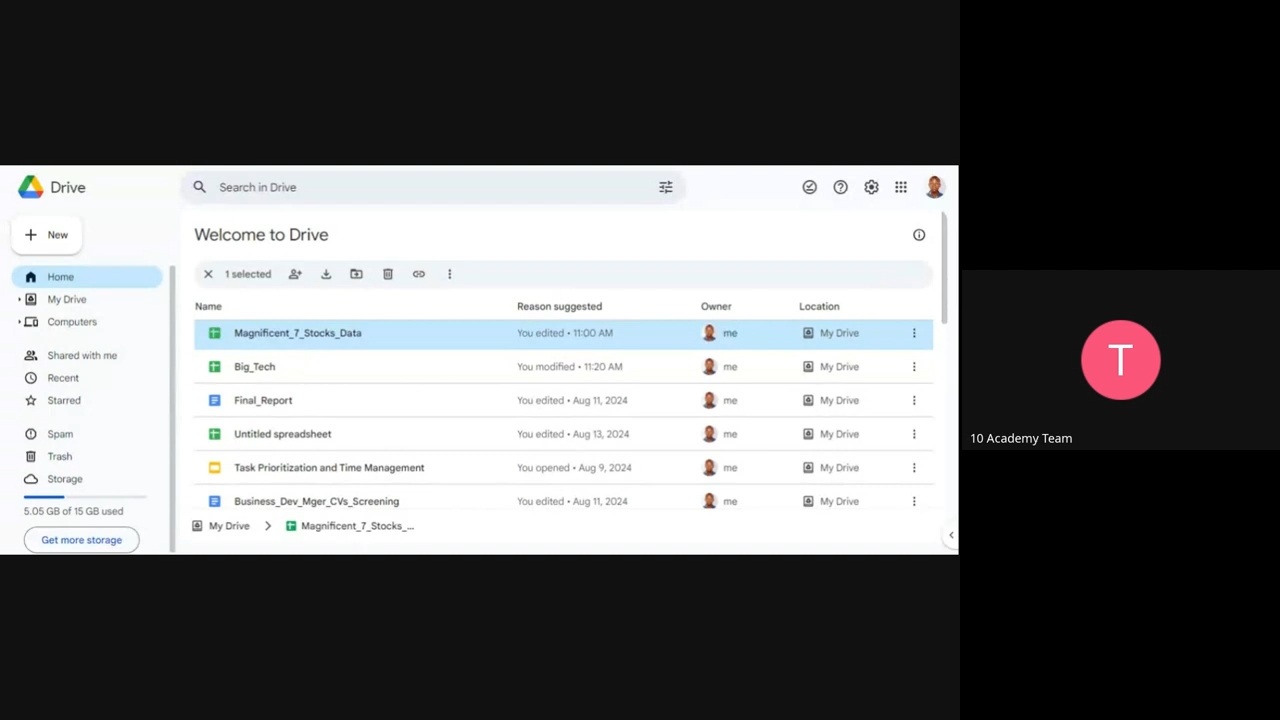 Drive
Search in Drive
New
Welcome to Drive
Home
My Drive
Computers
Shared with me
Recent
Starred
Spam
Trash
Storage
5.05 GB of 15 GB used
Get more storage
1 selected
Name Reason suggested Owner Location
Magnificent_7_Stocks_Data You edited • 11:00 AM me My Drive
Big_Tech You modified • 11:20 AM me My Drive
Final_Report You edited • Aug 11, 2024 me My Drive
Untitled spreadsheet You edited • Aug 13, 2024 me My Drive
Task Prioritization and Time Management You opened • Aug 9, 2024 me My Drive
Business_Dev_Mger_CVs_Screening You edited • Aug 11, 2024 me My Drive
My Drive > Magnificent_7_Stocks_...
T
10 Academy Team